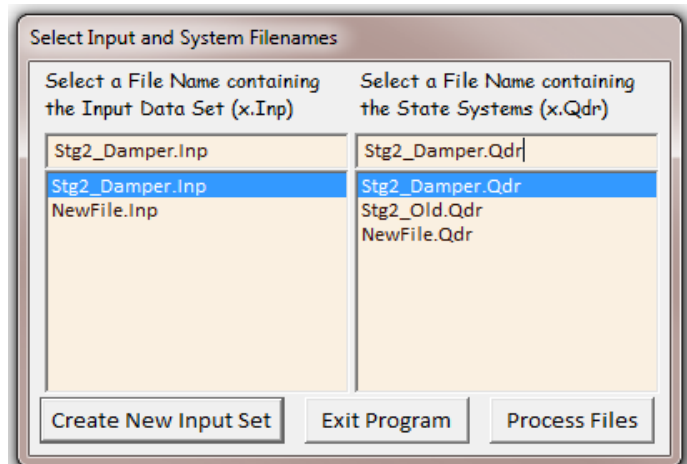 Select Input and System Filenames
Select a File Name containing
the Input Data Set (x.Inp)
Stg2_Damper.Inp
Stg2_Damper.Inp
NewFile.Inp
Select a File Name containing
the State Systems (x.Qdr)
Stg2_Damper.Qdr
Stg2_Damper.Qdr
Stg2_Old.Qdr
NewFile.Qdr
Create New Input Set
Exit Program
Process Files